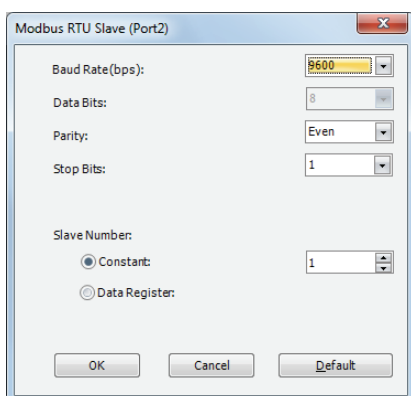 Modbus RTU Slave (Port2)
Baud Rate(bps): 9600
Data Bits: 8
Parity: Even
Stop Bits: 1
Slave Number:
Constant: 1
Data Register:
OK Cancel Default